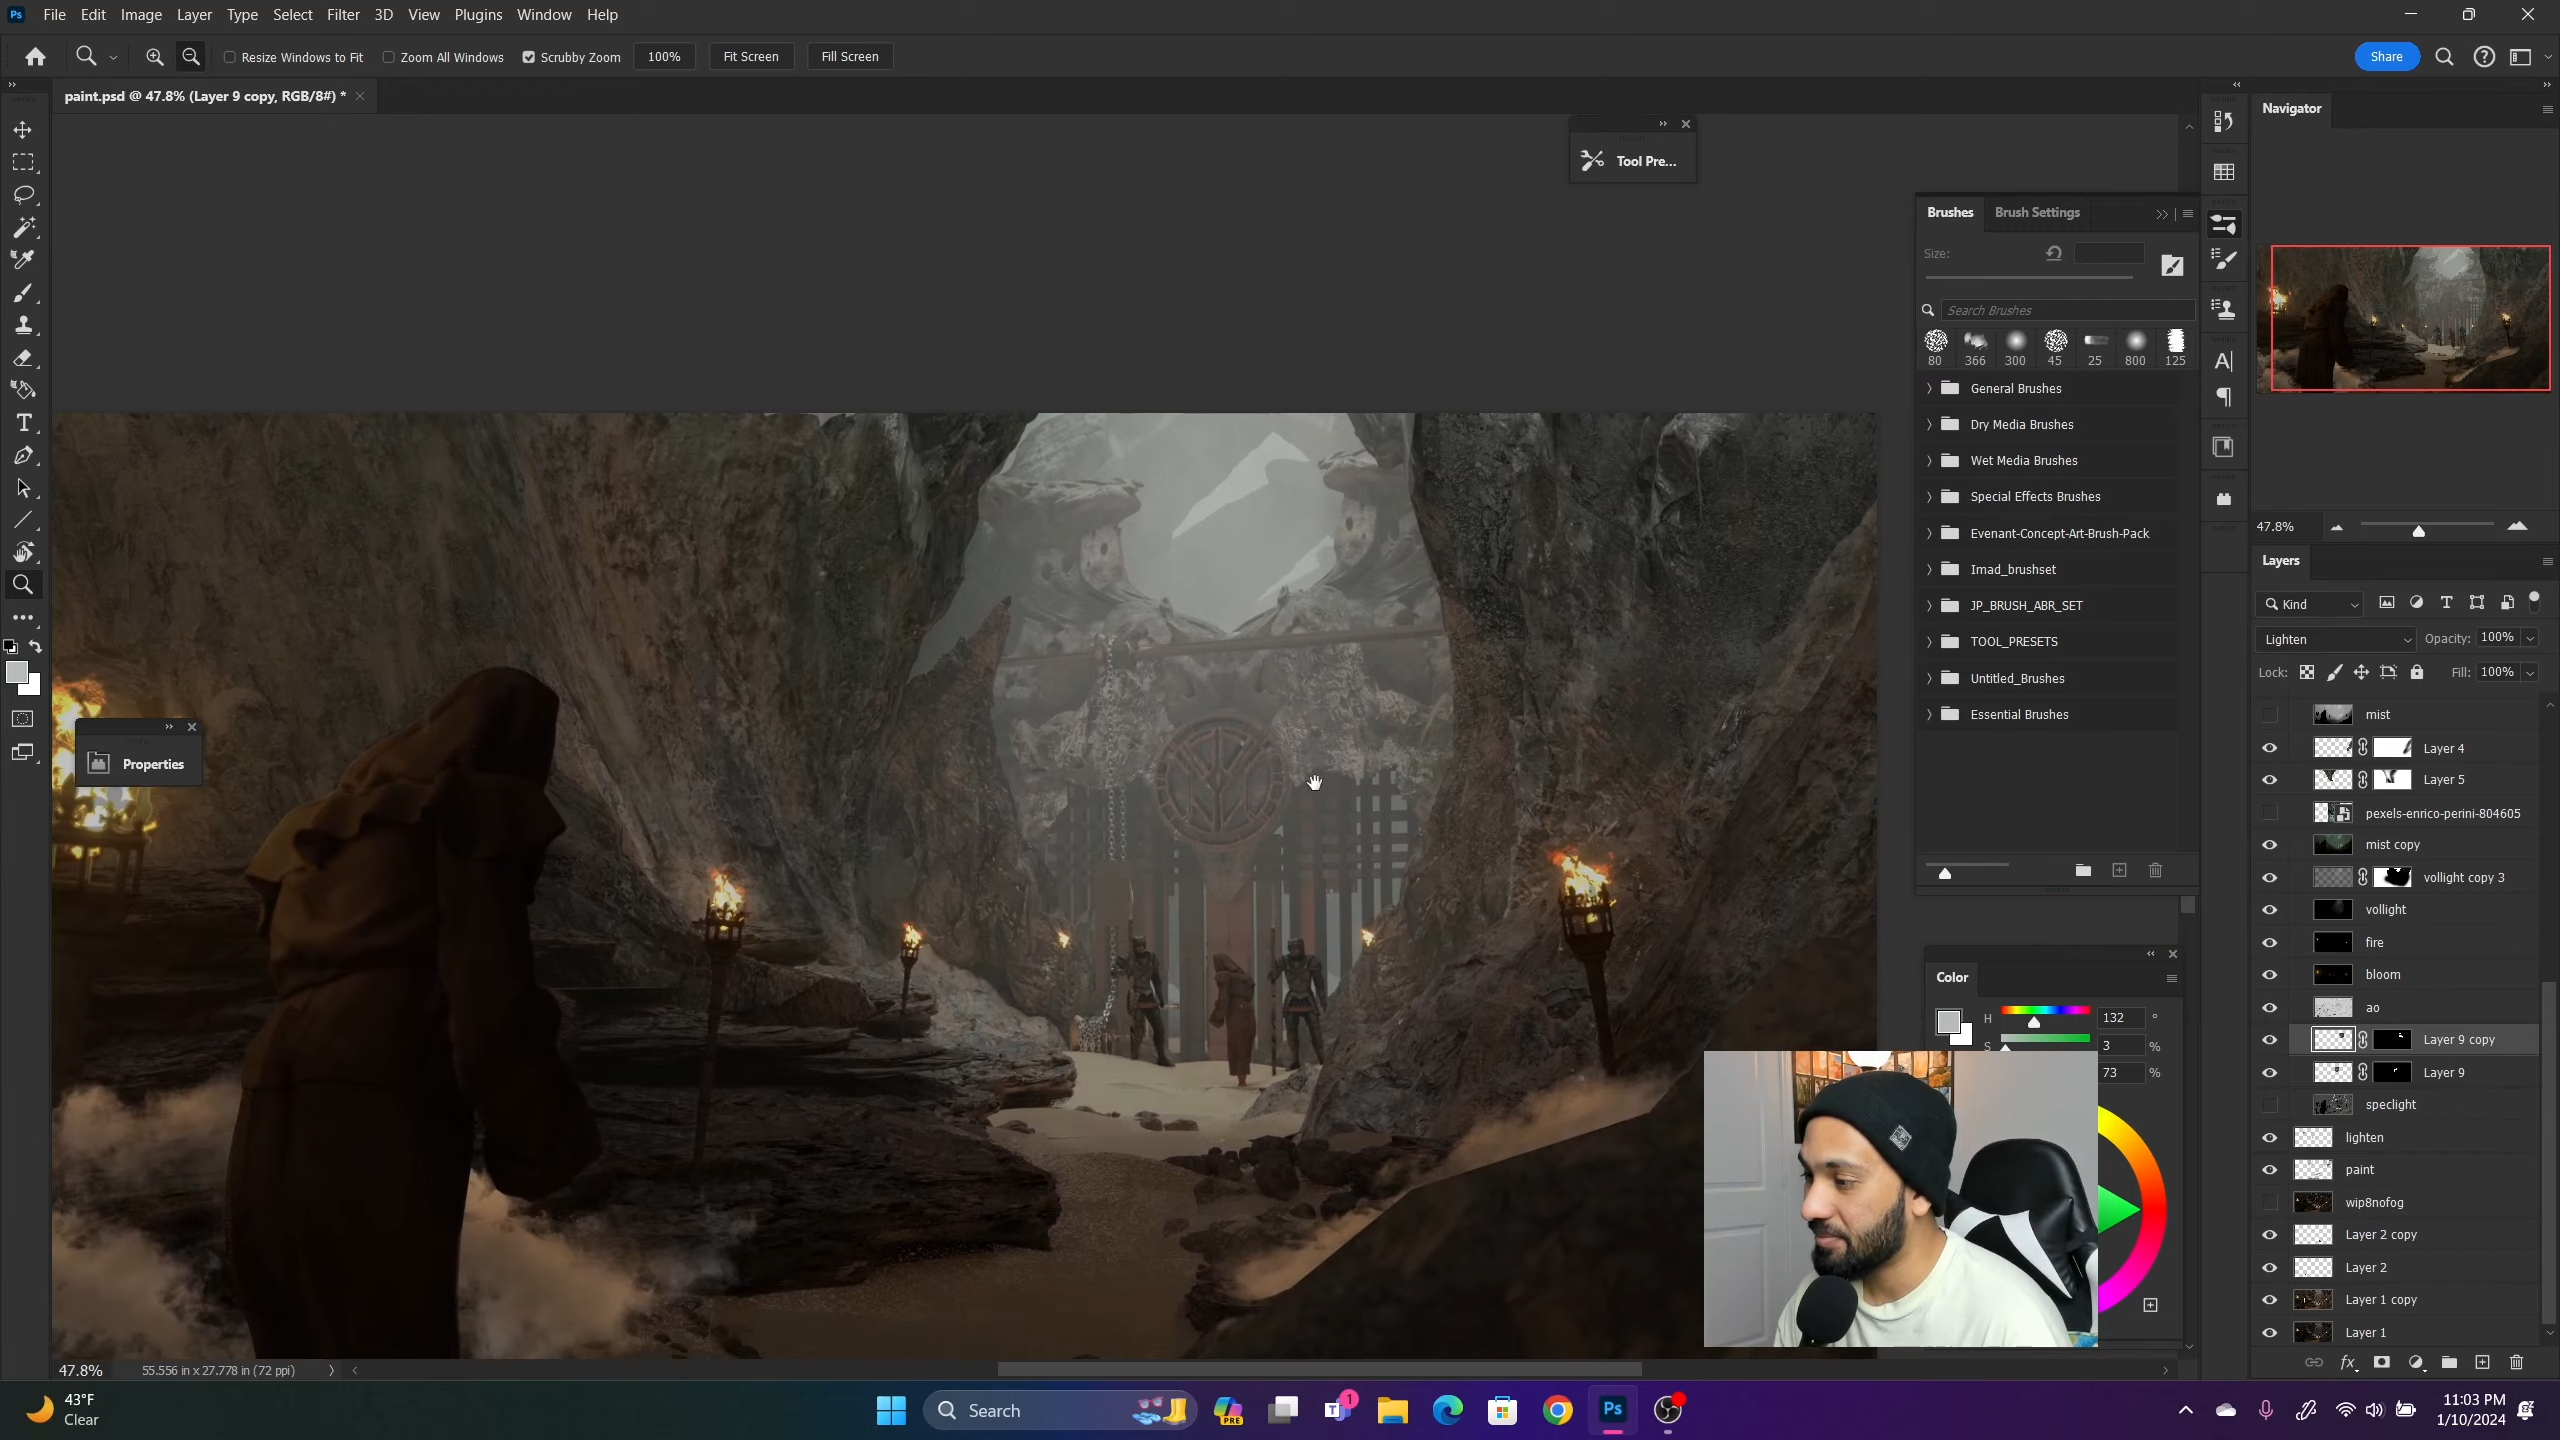 Ps File Edit Image Layer Type Select Filter 3D View Plugins Window Help
Resize Windows to Fit Zoom All Windows Scrubby Zoom 100% Fit Screen Fill Screen Share
paint.psd @ 47.8% (Layer 9 copy, RGB/8#) *
Navigator
Tool Pre...
Brushes Brush Settings
Size:
Search Brushes
80 366 300 45 25 800 125
General Brushes
Dry Media Brushes
Wet Media Brushes
Special Effects Brushes
Evenant-Concept-Art-Brush-Pack
Imad_brushset
JP_BRUSH_ABR_SET
TOOL_PRESETS
Untitled_Brushes
Essential Brushes
47.8%
Layers
Kind
Lighten Opacity: 100%
Lock: Fill: 100%
mist
Layer 4
Layer 5
pexels-enrico-perini-804605
mist copy
vollight copy 3
vollight
fire
bloom
ao
Layer 9 copy
Layer 9
speclight
lighten
paint
wip8nofog
Layer 2 copy
Layer 2
Layer 1 copy
Layer 1
Properties
Color
H 132 °
S 3 %
73 %
47.8% 55.556 in x 27.778 in (72 ppi)
43°F
Clear
Search
PRE
1
Ps
11:03 PM
1/10/2024